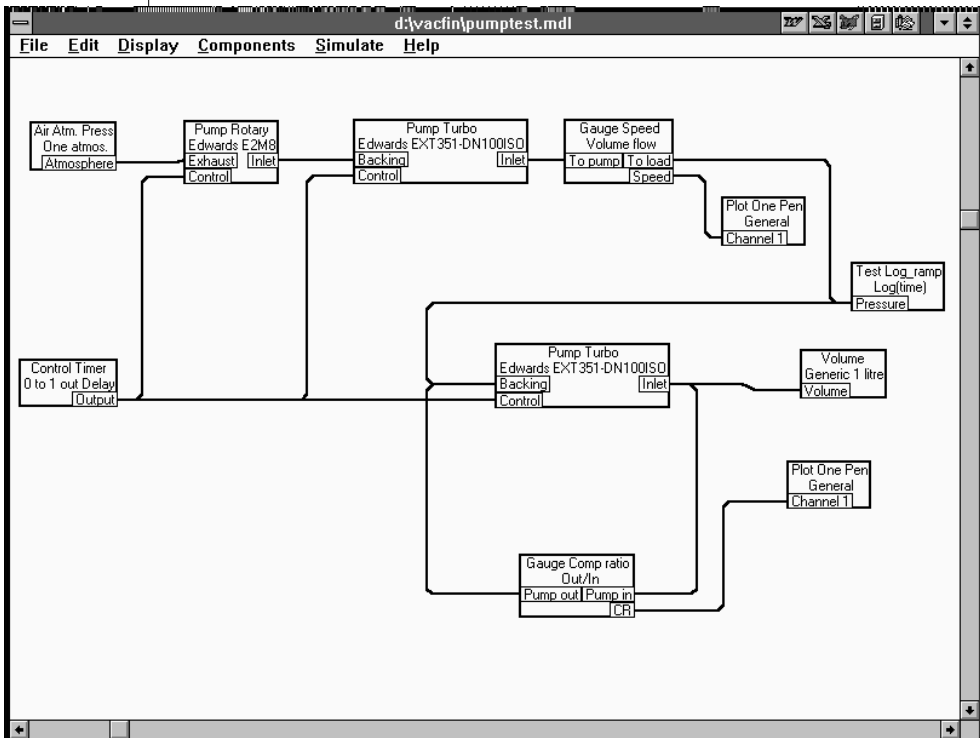 d:\vacfin\pumptest.mdl
File Edit Display Components Simulate Help
Air Atm. Press
One atmos.
Atmosphere
Pump Rotary
Edwards E2M8
Exhaust Inlet
Control
Pump Turbo
Edwards EXT351-DN100ISO
Backing Inlet
Control
Gauge Speed
Volume flow
To pump To load
Speed
Plot One Pen
General
Channel 1
Test Log_ramp
Log(time)
Pressure
Control Timer
0 to 1 out Delay
Output
Pump Turbo
Edwards EXT351-DN100ISO
Backing Inlet
Control
Volume
Generic 1 litre
Volume
Plot One Pen
General
Channel 1
Gauge Comp ratio
Out/In
Pump out Pump in
CR